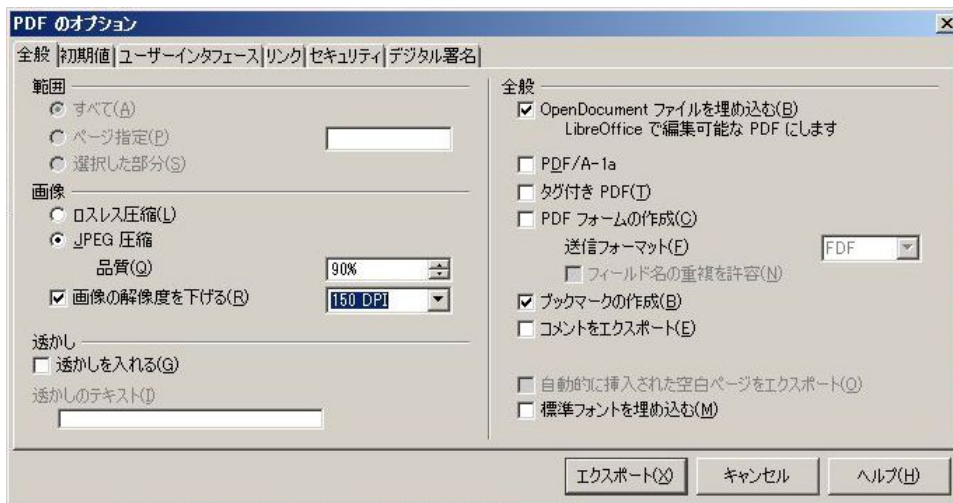 PDF のオプション
全般 初期値 ユーザーインタフェース リンク セキュリティ デジタル署名
範囲
すべて(A)
ページ指定(P)
選択した部分(S)
画像
ロスレス圧縮(L)
JPEG 圧縮
品質(Q) 90%
画像の解像度を下げる(R) 150 DPI
透かし
透かしを入れる(G)
透かしのテキスト(I)
全般
OpenDocument ファイルを埋め込む(B)
LibreOffice で編集可能な PDF にします
PDF/A-1a
タグ付き PDF(T)
PDF フォームの作成(C)
送信フォーマット(F) FDF
フィールド名の重複を許容(N)
ブックマークの作成(B)
コメントをエクスポート(E)
自動的に挿入された空白ページをエクスポート(O)
標準フォントを埋め込む(M)
エクスポート(X) キャンセル ヘルプ(H)